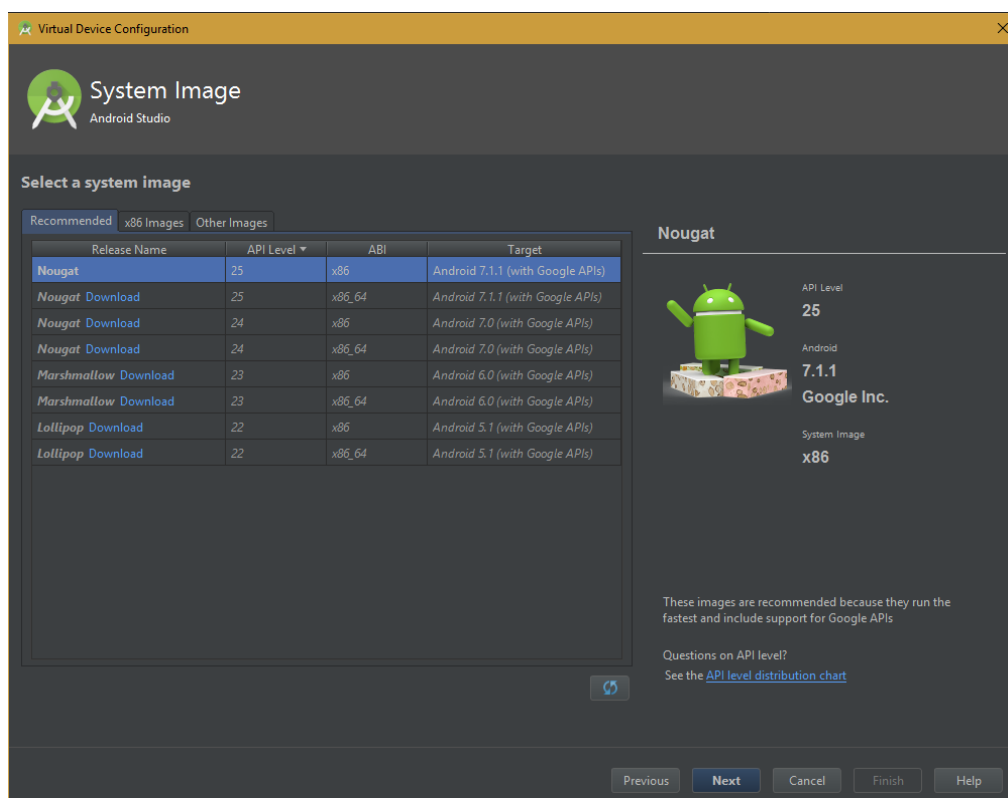 Virtual Device Configuration
System Image
Android Studio
Select a system image
Recommended x86 Images Other Images
Release Name API Level ABI Target
Nougat 25 x86 Android 7.1.1 (with Google APIs)
Nougat Download 25 x86_64 Android 7.1.1 (with Google APIs)
Nougat Download 24 x86 Android 7.0 (with Google APIs)
Nougat Download 24 x86_64 Android 7.0 (with Google APIs)
Marshmallow Download 23 x86 Android 6.0 (with Google APIs)
Marshmallow Download 23 x86_64 Android 6.0 (with Google APIs)
Lollipop Download 22 x86 Android 5.1 (with Google APIs)
Lollipop Download 22 x86_64 Android 5.1 (with Google APIs)
Nougat
API Level
25
Android
7.1.1
Google Inc.
System Image
x86
These images are recommended because they run the
fastest and include support for Google APIs
Questions on API level?
See the API level distribution chart
Previous Next Cancel Finish Help